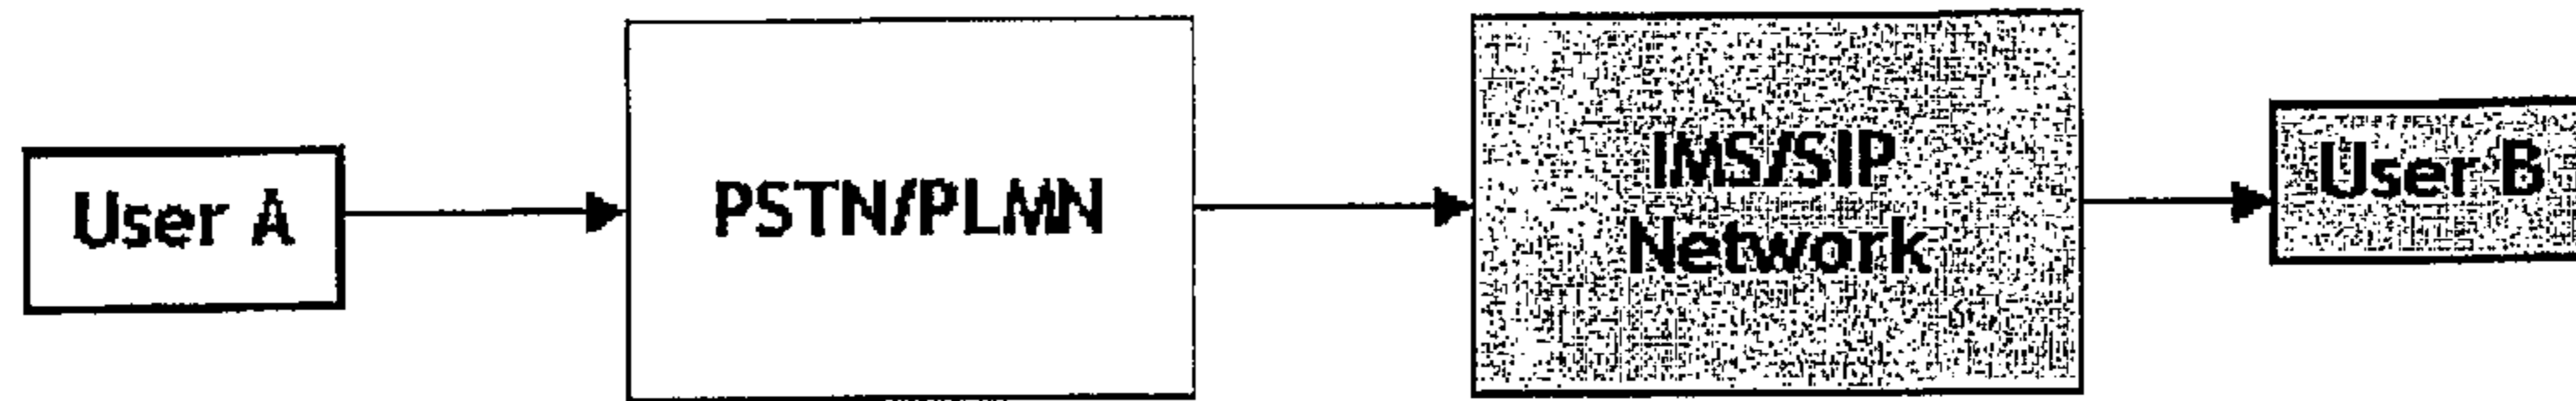 User A
PSTN/PLMN
IMS/SIP
Network
User B